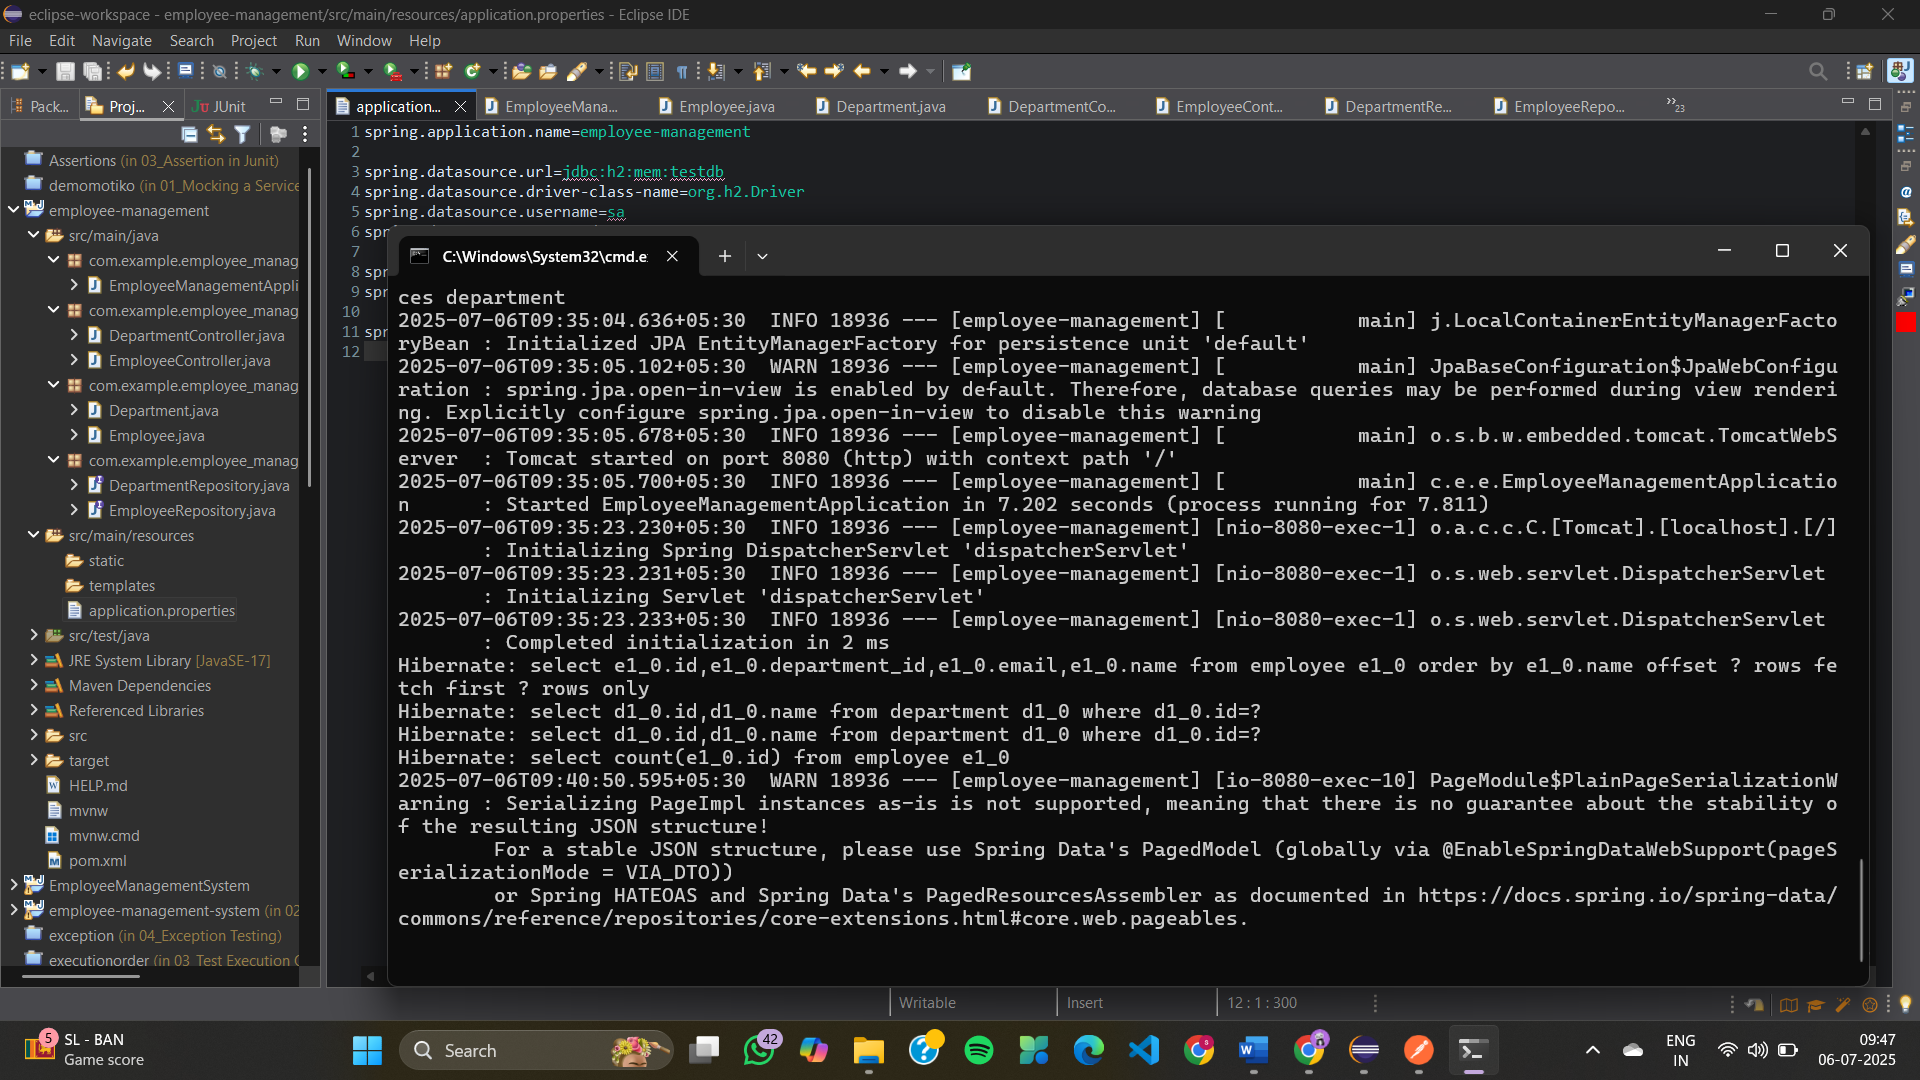 eclipse-workspace - employee-management/src/main/resources/application.properties - Eclipse IDE
File Edit Navigate Search Project Run Window Help
Pack...
Proj...
JUnit
application...
EmployeeMana...
Employee.java
Department.java
DepartmentCo...
EmployeeCont...
DepartmentRe...
EmployeeRepo...
»23
Assertions (in 03_Assertion in Junit)
demomotiko (in 01_Mocking a Service
employee-management
src/main/java
com.example.employee_manag
EmployeeManagementAppli
com.example.employee_manag
DepartmentController.java
EmployeeController.java
com.example.employee_manag
Department.java
Employee.java
com.example.employee_manag
DepartmentRepository.java
EmployeeRepository.java
src/main/resources
static
templates
application.properties
src/test/java
JRE System Library [JavaSE-17]
Maven Dependencies
Referenced Libraries
src
target
HELP.md
mvnw
mvnw.cmd
pom.xml
EmployeeManagementSystem
employee-management-system (in 02
exception (in 04_Exception Testing)
executionorder (in 03 Test Execution
1 spring.application.name=employee-management
2
3 spring.datasource.url=jdbc:h2:mem:testdb
4 spring.datasource.driver-class-name=org.h2.Driver
5 spring.datasource.username=sa
6 spr
7
8 spr
9 spr
10
11 spr
12
C:\Windows\System32\cmd.e
ces department
2025-07-06T09:35:04.636+05:30  INFO 18936 --- [employee-management] [           main] j.LocalContainerEntityManagerFacto
ryBean : Initialized JPA EntityManagerFactory for persistence unit 'default'
2025-07-06T09:35:05.102+05:30  WARN 18936 --- [employee-management] [           main] JpaBaseConfiguration$JpaWebConfigu
ration : spring.jpa.open-in-view is enabled by default. Therefore, database queries may be performed during view renderi
ng. Explicitly configure spring.jpa.open-in-view to disable this warning
2025-07-06T09:35:05.678+05:30  INFO 18936 --- [employee-management] [           main] o.s.b.w.embedded.tomcat.TomcatWebS
erver  : Tomcat started on port 8080 (http) with context path '/'
2025-07-06T09:35:05.700+05:30  INFO 18936 --- [employee-management] [           main] c.e.e.EmployeeManagementApplicatio
n      : Started EmployeeManagementApplication in 7.202 seconds (process running for 7.811)
2025-07-06T09:35:23.230+05:30  INFO 18936 --- [employee-management] [nio-8080-exec-1] o.a.c.c.C.[Tomcat].[localhost].[/]
       : Initializing Spring DispatcherServlet 'dispatcherServlet'
2025-07-06T09:35:23.231+05:30  INFO 18936 --- [employee-management] [nio-8080-exec-1] o.s.web.servlet.DispatcherServlet
       : Initializing Servlet 'dispatcherServlet'
2025-07-06T09:35:23.233+05:30  INFO 18936 --- [employee-management] [nio-8080-exec-1] o.s.web.servlet.DispatcherServlet
       : Completed initialization in 2 ms
Hibernate: select e1_0.id,e1_0.department_id,e1_0.email,e1_0.name from employee e1_0 order by e1_0.name offset ? rows fe
tch first ? rows only
Hibernate: select d1_0.id,d1_0.name from department d1_0 where d1_0.id=?
Hibernate: select d1_0.id,d1_0.name from department d1_0 where d1_0.id=?
Hibernate: select count(e1_0.id) from employee e1_0
2025-07-06T09:40:50.595+05:30  WARN 18936 --- [employee-management] [io-8080-exec-10] PageModule$PlainPageSerializationW
arning : Serializing PageImpl instances as-is is not supported, meaning that there is no guarantee about the stability o
f the resulting JSON structure!
        For a stable JSON structure, please use Spring Data's PagedModel (globally via @EnableSpringDataWebSupport(pageS
erializationMode = VIA_DTO))
        or Spring HATEOAS and Spring Data's PagedResourcesAssembler as documented in https://docs.spring.io/spring-data/
commons/reference/repositories/core-extensions.html#core.web.pageables.
Writable
Insert
12 : 1 : 300
5
SL - BAN
Game score
Search
42
ENG
IN
09:47
06-07-2025